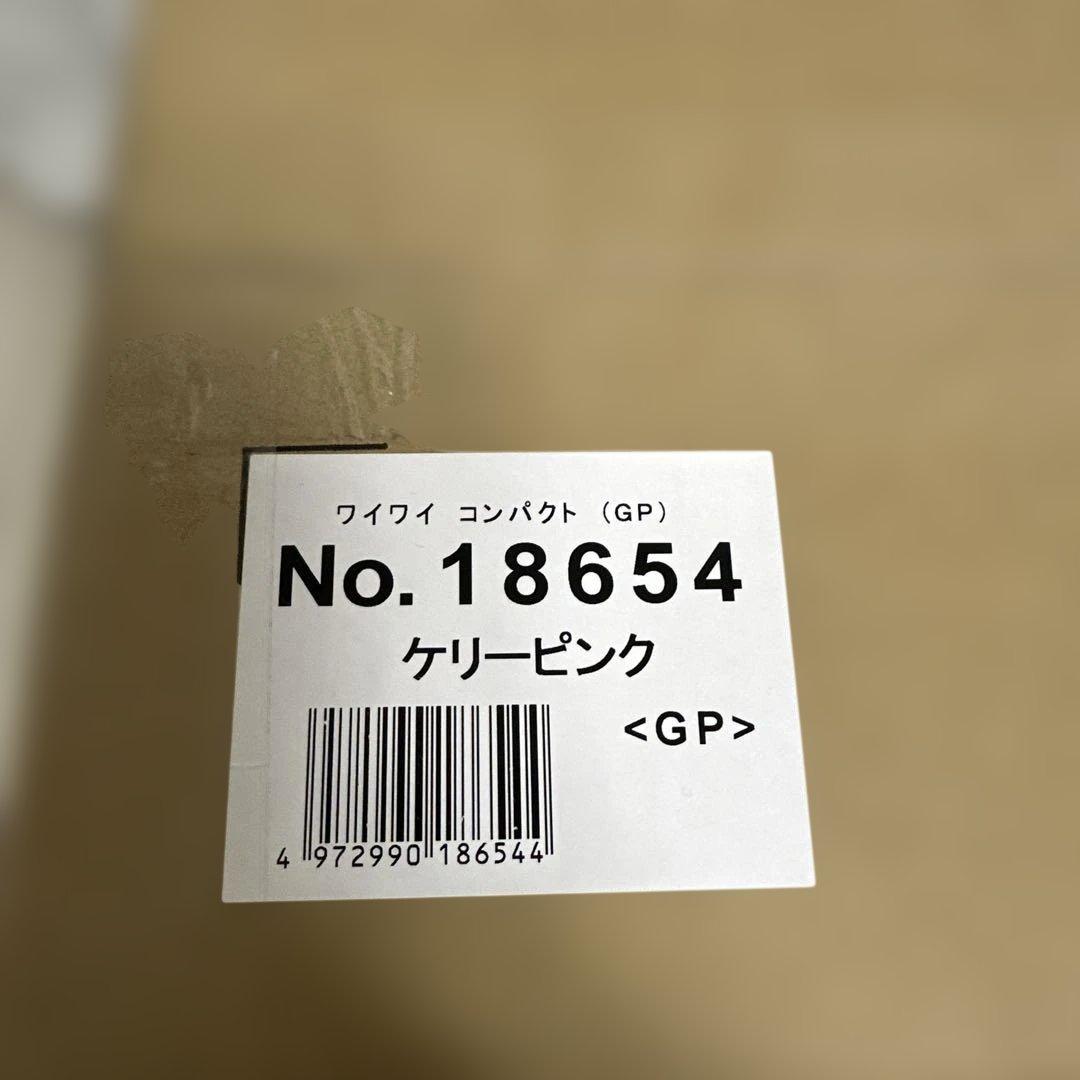 ワイワイ コンパクト (GP)
No.18654
ケリーピンク
<GP>
4 972990 186544